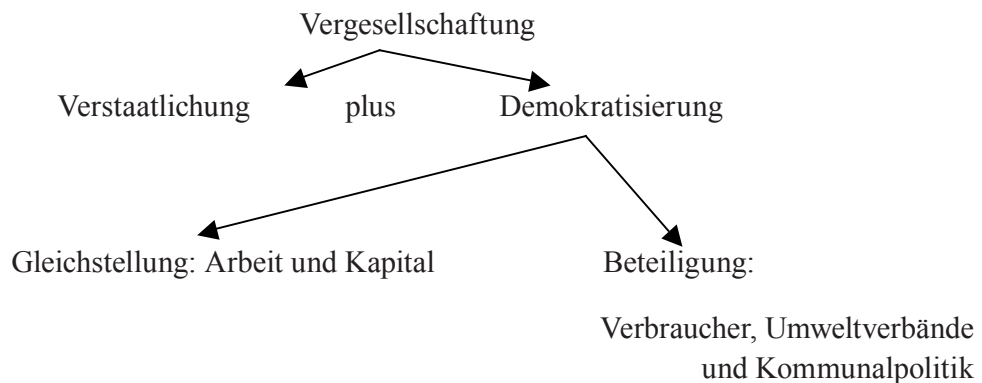 Vergesellschaftung
Verstaatlichung plus Demokratisierung
Gleichstellung: Arbeit und Kapital Beteiligung:
Verbraucher, Umweltverbände
und Kommunalpolitik